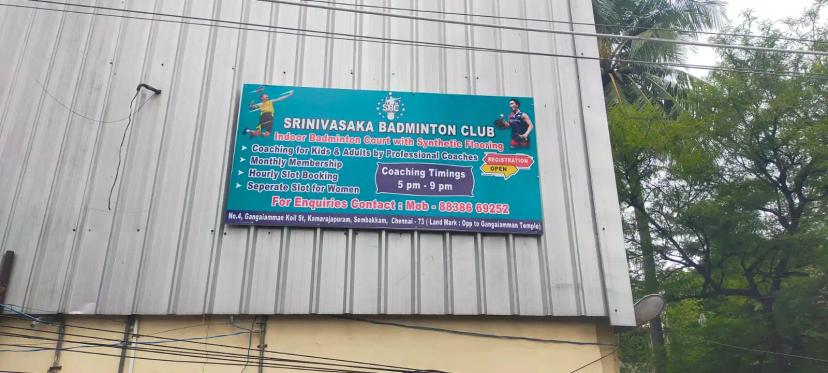 SBC
SRINIVASAKA BADMINTON CLUB
Indoor Badminton Court with Synthetic Flooring
Coaching for Kids & Adults by Professional Coaches
Monthly Membership
Hourly Slot Booking
Seperate Slot for Women
Coaching Timings
5 pm - 9 pm
REGISTRATION
OPEN
For Enquiries Contact : Mob - 88386 69252
No.4, Gangaiamman Koil St, Kamarajapuram, Sembakkam, Chennai - 73 ( Land Mark : Opp to Gangaiamman Temple)